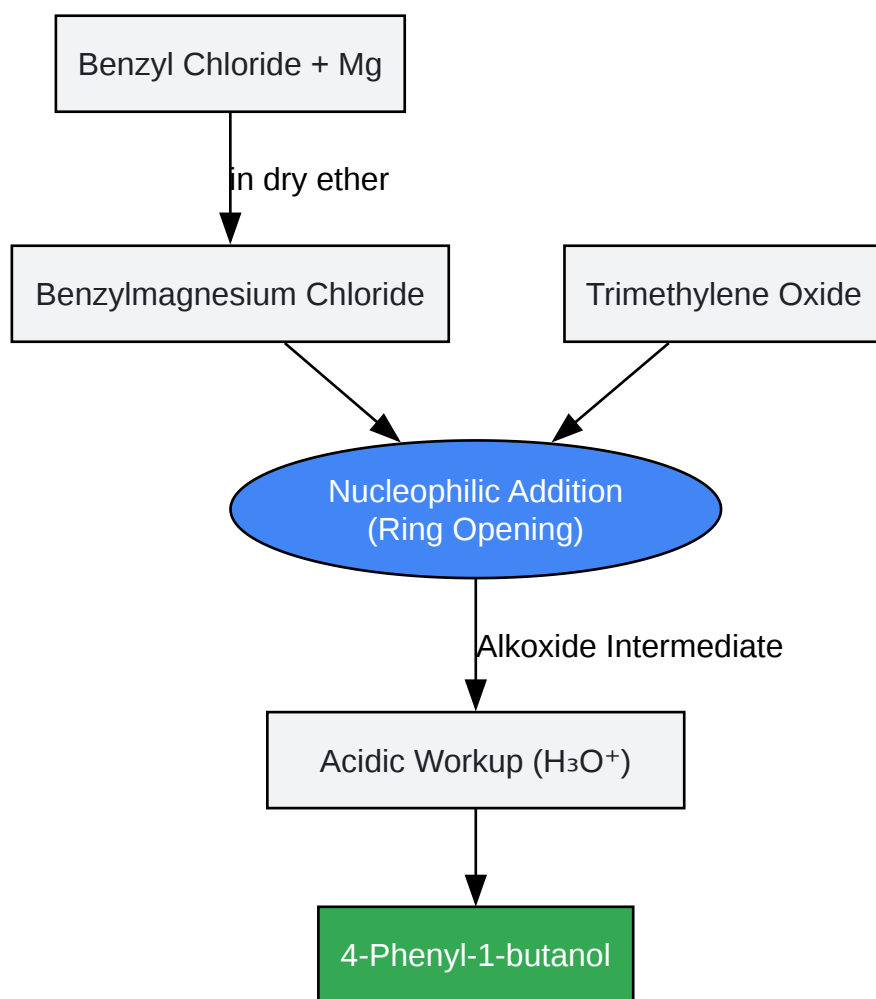 Benzyl Chloride + Mg
in dry ether
Benzylmagnesium Chloride
Trimethylene Oxide
Nucleophilic Addition
(Ring Opening)
Alkoxide Intermediate
Acidic Workup (H₃O⁺)
4-Phenyl-1-butanol